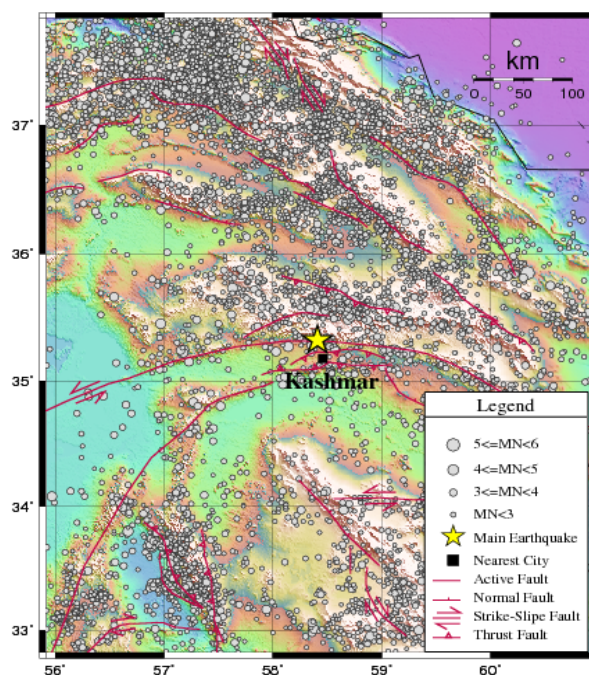 km
0 50 100
37°
36°
35°
34°
33°
Kashmar
Legend
5<=MN<6
4<=MN<5
3<=MN<4
MN<3
Main Earthquake
Nearest City
Active Fault
Normal Fault
Strike-Slipe Fault
Thrust Fault
56° 57° 58° 59° 60°